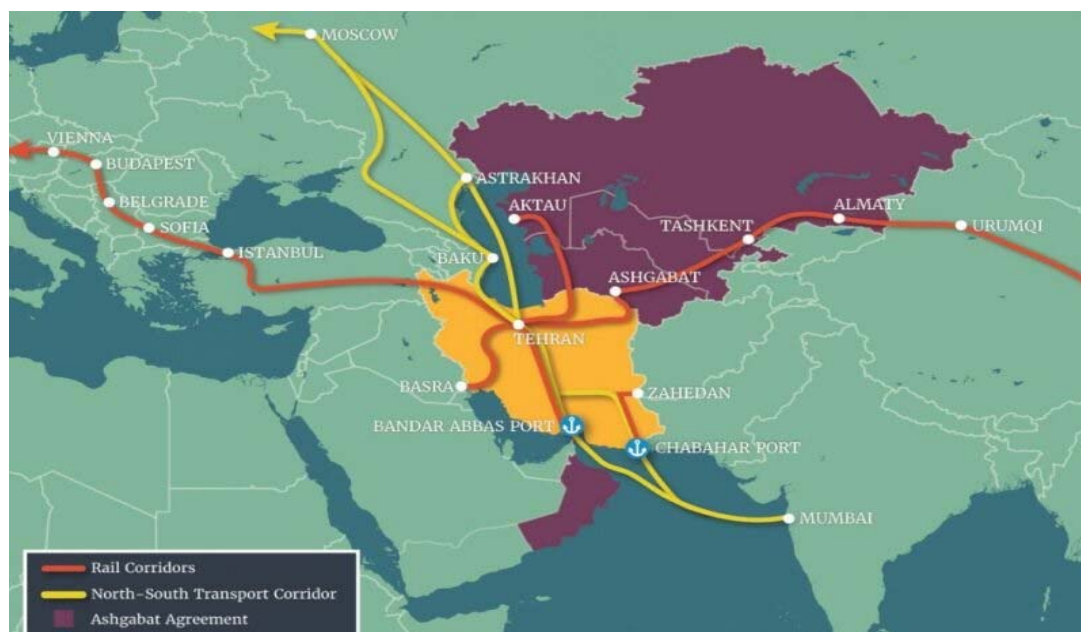 MOSCOW
VIENNA
BUDAPEST
ASTRAKHAN
BELGRADE
AKTAU
ALMATY
SOFIA
TASHKENT
URUMQI
ISTANBUL
BAKU
ASHGABAT
TEHRAN
BASRA
ZAHEDAN
BANDAR ABBAS PORT
CHABAHAR PORT
MUMBAI
Rail Corridors
North-South Transport Corridor
Ashgabat Agreement